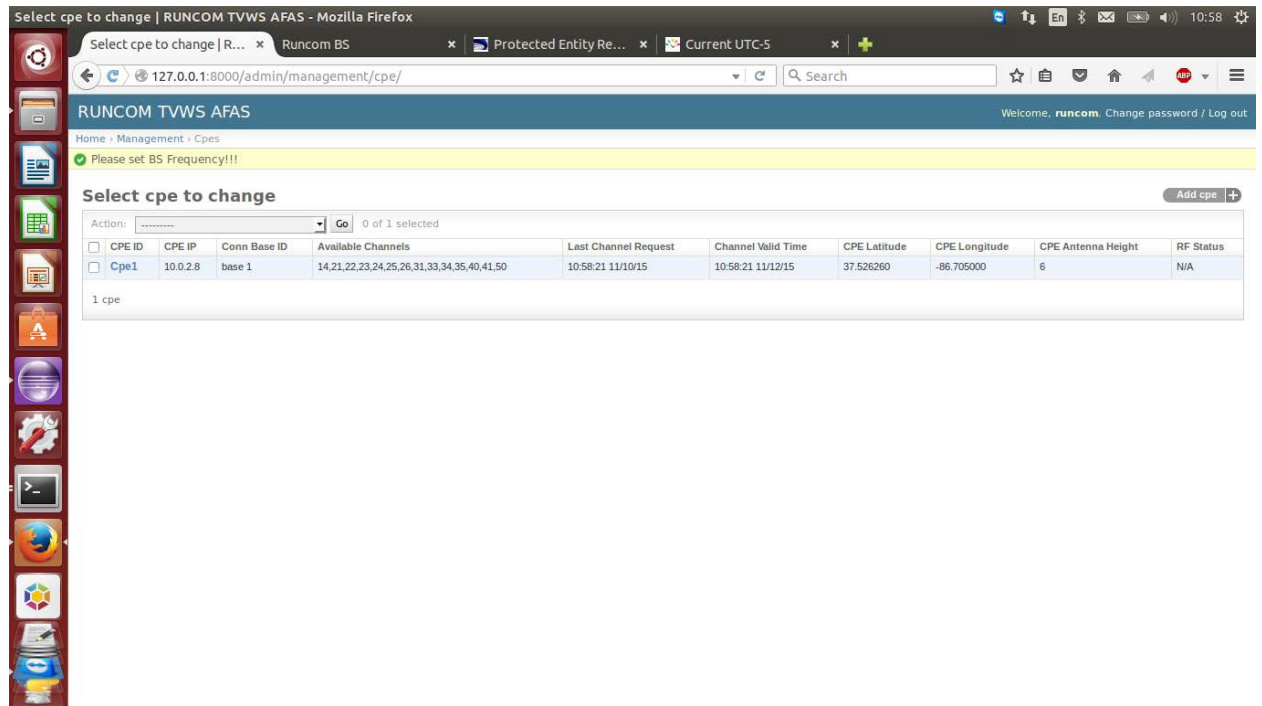 Select cpe to change | RUNCOM TVWS AFAS - Mozilla Firefox En 10:58
Select cpe to change | R... × Runcom BS × Protected Entity Re... × Current UTC-5 ×
127.0.0.1:8000/admin/management/cpe/ Search ABP
RUNCOM TVWS AFAS Welcome, runcom. Change password / Log out
Home › Management › Cpes
Please set BS Frequency!!!
Select cpe to change Add cpe +
Action: --------- Go 0 of 1 selected
CPE ID CPE IP Conn Base ID Available Channels Last Channel Request Channel Valid Time CPE Latitude CPE Longitude CPE Antenna Height RF Status
Cpe1 10.0.2.8 base 1 14,21,22,23,24,25,26,31,33,34,35,40,41,50 10:58:21 11/10/15 10:58:21 11/12/15 37.526260 -86.705000 6 N/A
1 cpe